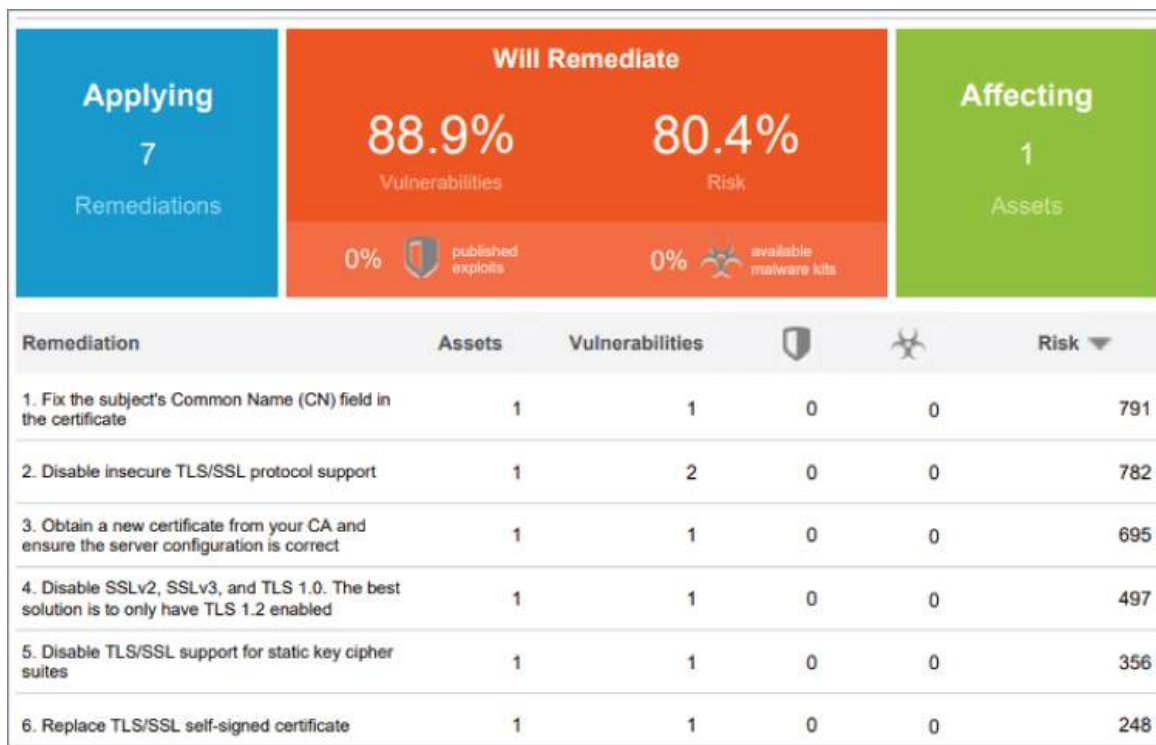 Applying
7
Remediations
Will Remediate
88.9%
Vulnerabilities
80.4%
Risk
0%
published
exploits
0%
available
malware kits
Affecting
1
Assets
Remediation Assets Vulnerabilities Risk
1. Fix the subject's Common Name (CN) field in
the certificate
1 1 0 0 791
2. Disable insecure TLS/SSL protocol support 1 2 0 0 782
3. Obtain a new certificate from your CA and
ensure the server configuration is correct
1 1 0 0 695
4. Disable SSLv2, SSLv3, and TLS 1.0. The best
solution is to only have TLS 1.2 enabled
1 1 0 0 497
5. Disable TLS/SSL support for static key cipher
suites
1 1 0 0 356
6. Replace TLS/SSL self-signed certificate 1 1 0 0 248